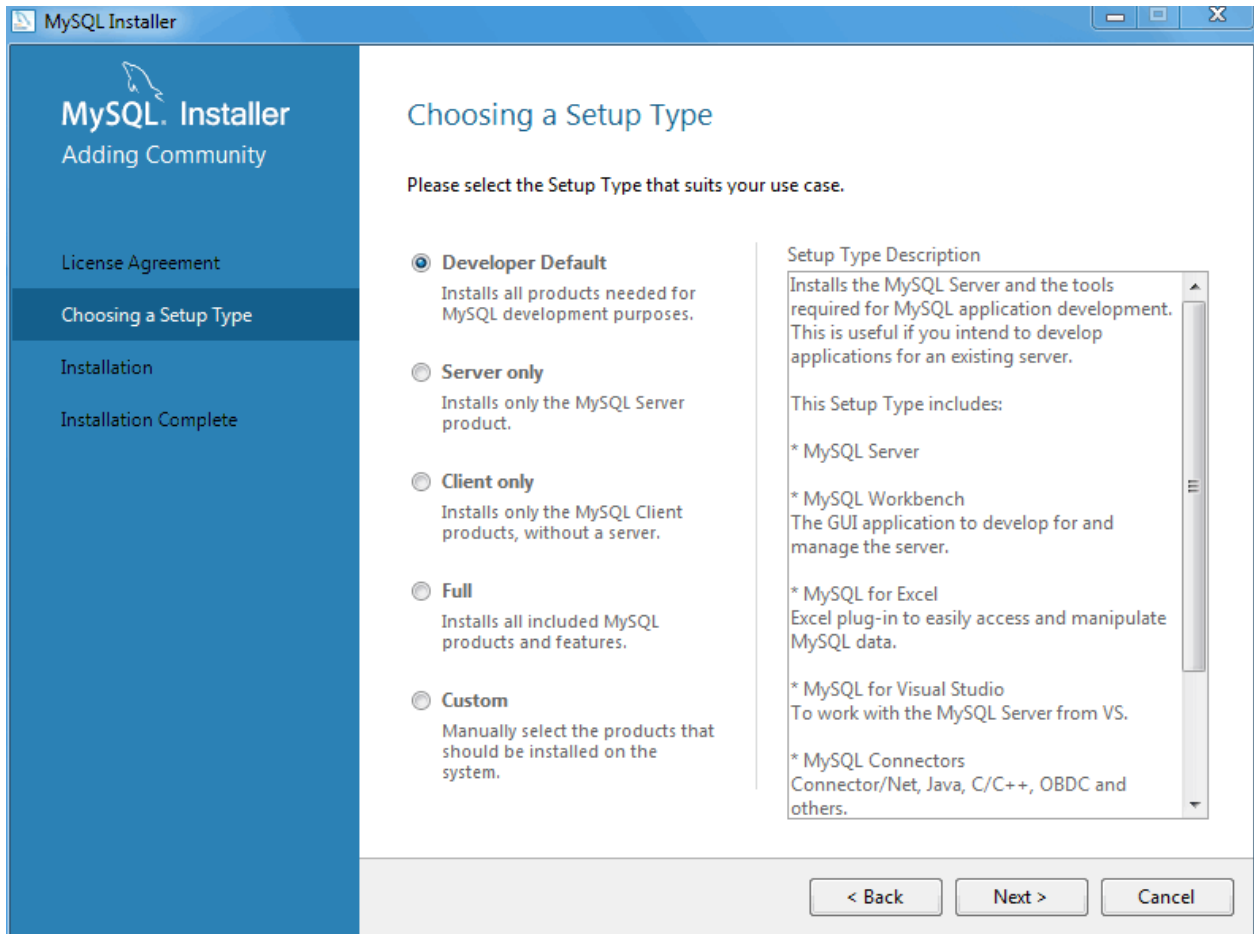 MySQL Installer
MySQL. Installer
Adding Community
License Agreement
Choosing a Setup Type
Installation
Installation Complete
Choosing a Setup Type
Please select the Setup Type that suits your use case.
Developer Default
Installs all products needed for
MySQL development purposes.
Server only
Installs only the MySQL Server
product.
Client only
Installs only the MySQL Client
products, without a server.
Full
Installs all included MySQL
products and features.
Custom
Manually select the products that
should be installed on the
system.
Setup Type Description
Installs the MySQL Server and the tools
required for MySQL application development.
This is useful if you intend to develop
applications for an existing server.
This Setup Type includes:
* MySQL Server
* MySQL Workbench
The GUI application to develop for and
manage the server.
* MySQL for Excel
Excel plug-in to easily access and manipulate
MySQL data.
* MySQL for Visual Studio
To work with the MySQL Server from VS.
* MySQL Connectors
Connector/Net, Java, C/C++, OBDC and
others.
< Back
Next >
Cancel